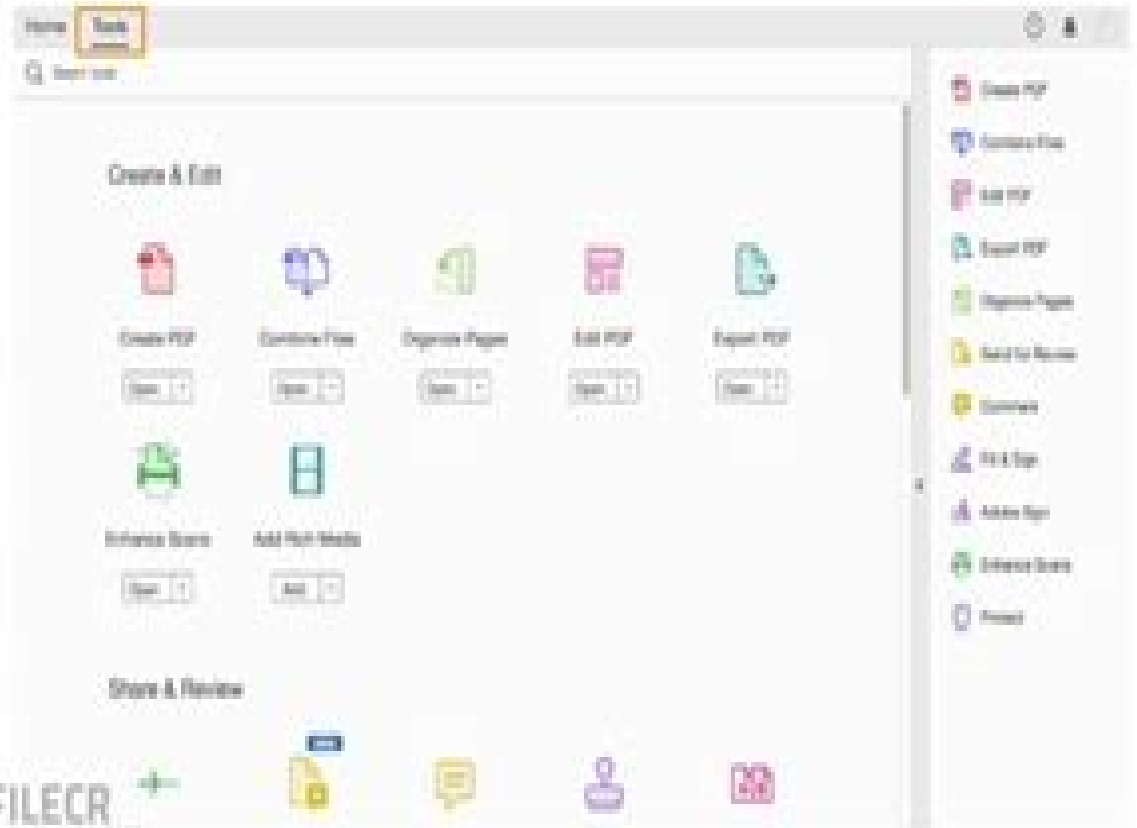 Home Tools
Search tools
Create & Edit
Create PDF Combine Files Organize Pages Edit PDF Export PDF
Open Open Open Open Open
Enhance Scans Add Rich Media
Open Add
Share & Review
FILECR
Create PDF
Combine Files
Edit PDF
Export PDF
Organize Pages
Send for Review
Comment
Fill & Sign
Adobe Sign
Enhance Scans
Protect